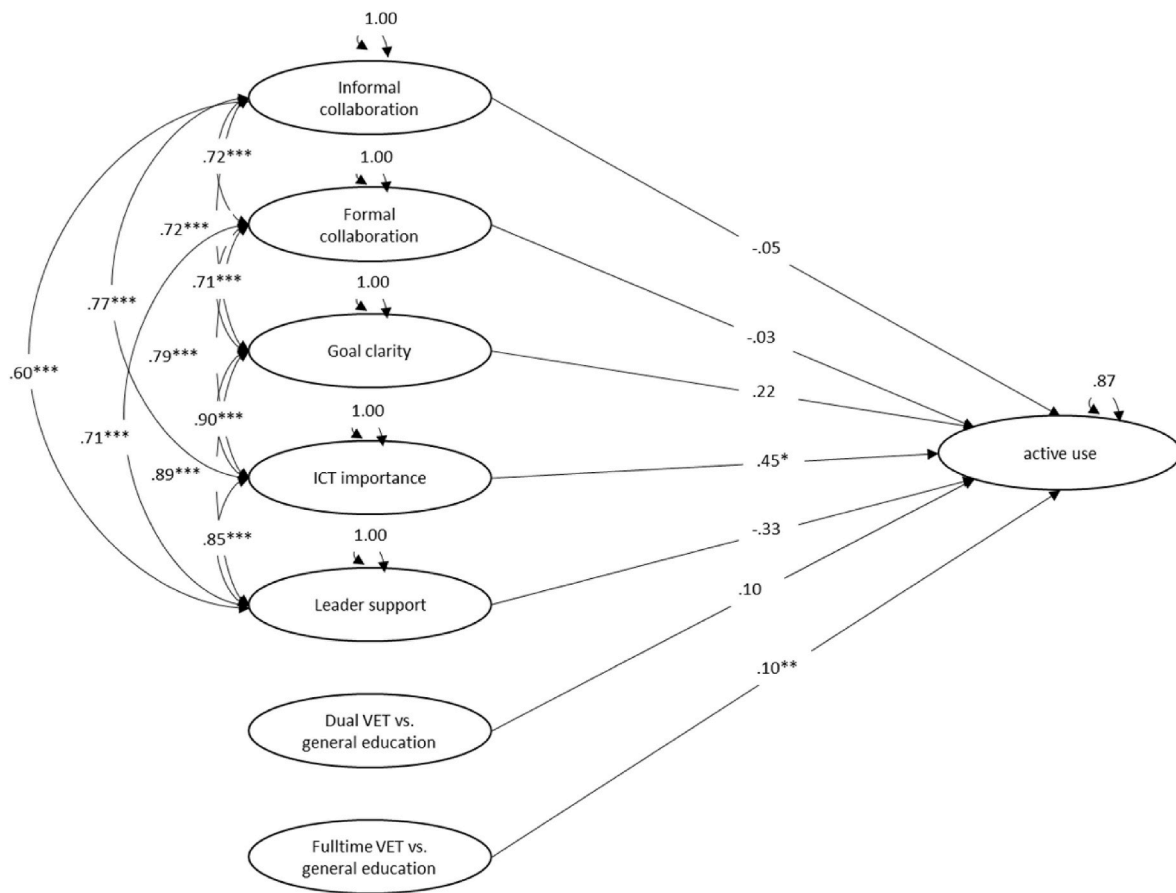 1.00
Informal
collaboration
.72***
1.00
Formal
collaboration
.72***
-.05
.71***
1.00
.77***
-.03
Goal clarity
.79***
.60***
.22
.87
.90***
1.00
.71***
active use
.45*
.89***
ICT importance
-.33
.85***
1.00
.10
Leader support
.10**
Dual VET vs.
general education
Fulltime VET vs.
general education